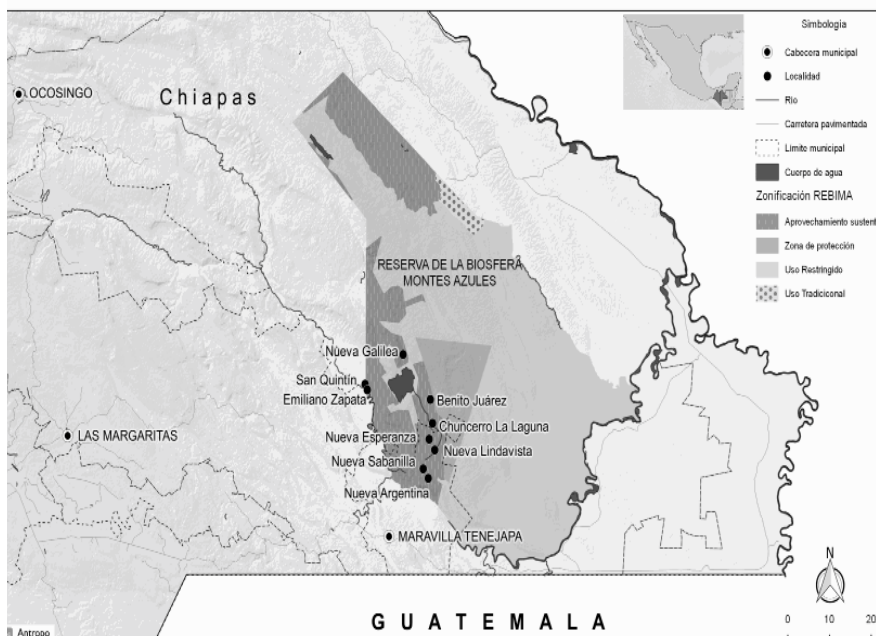 Simbología
Cabecera municipal
Localidad
Río
Carretera pavimentada
Límite municipal
Cuerpo de agua
Zonificación REBIMA
Aprovechamiento sustent
Zona de protección
Uso Restringido
Uso Tradicional
OCOSINGO
Chiapas
RESERVA DE LA BIOSFERA
MONTES AZULES
Nueva Galilea
San Quintín
Emiliano Zapata
Benito Juárez
Chuncerro La Laguna
Nueva Esperanza
Nueva Lindavista
Nueva Sabanilla
Nueva Argentina
LAS MARGARITAS
MARAVILLA TENEJAPA
N
GUATEMALA
0 10 20
Antropo